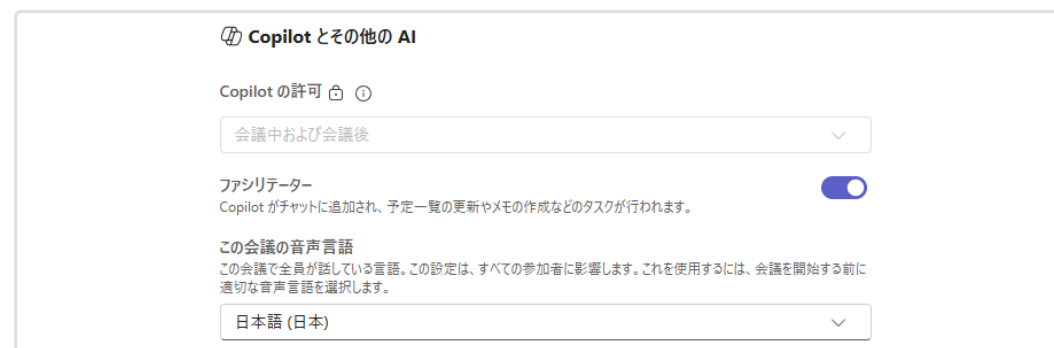 Copilot とその他の AI
Copilot の許可
会議中および会議後
ファシリテーター
Copilot がチャットに追加され、予定一覧の更新やメモの作成などのタスクが行われます。
この会議の音声言語
この会議で全員が話している言語。この設定は、すべての参加者に影響します。これを使用するには、会議を開始する前に
適切な音声言語を選択します。
日本語 (日本)